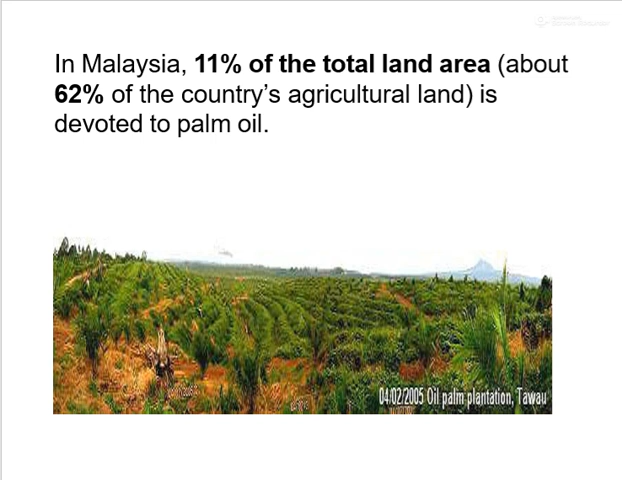 In Malaysia, 11% of the total land area (about
62% of the country's agricultural land) is
devoted to palm oil.
04/02/2005 Oil palm plantation, Tawau